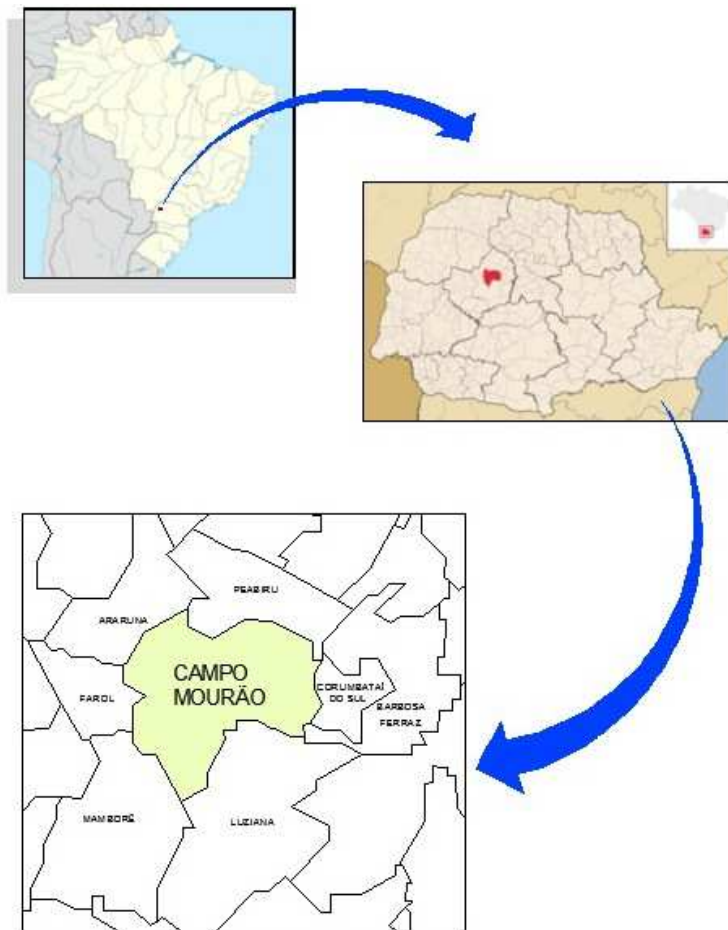 PEABIRU
ARARUNA
CAMPO
MOURÃO
FAROL
CORUMBATAÍ
DO SUL
BARBOSA
FERRAZ
MAMBORÊ
LUZIANA